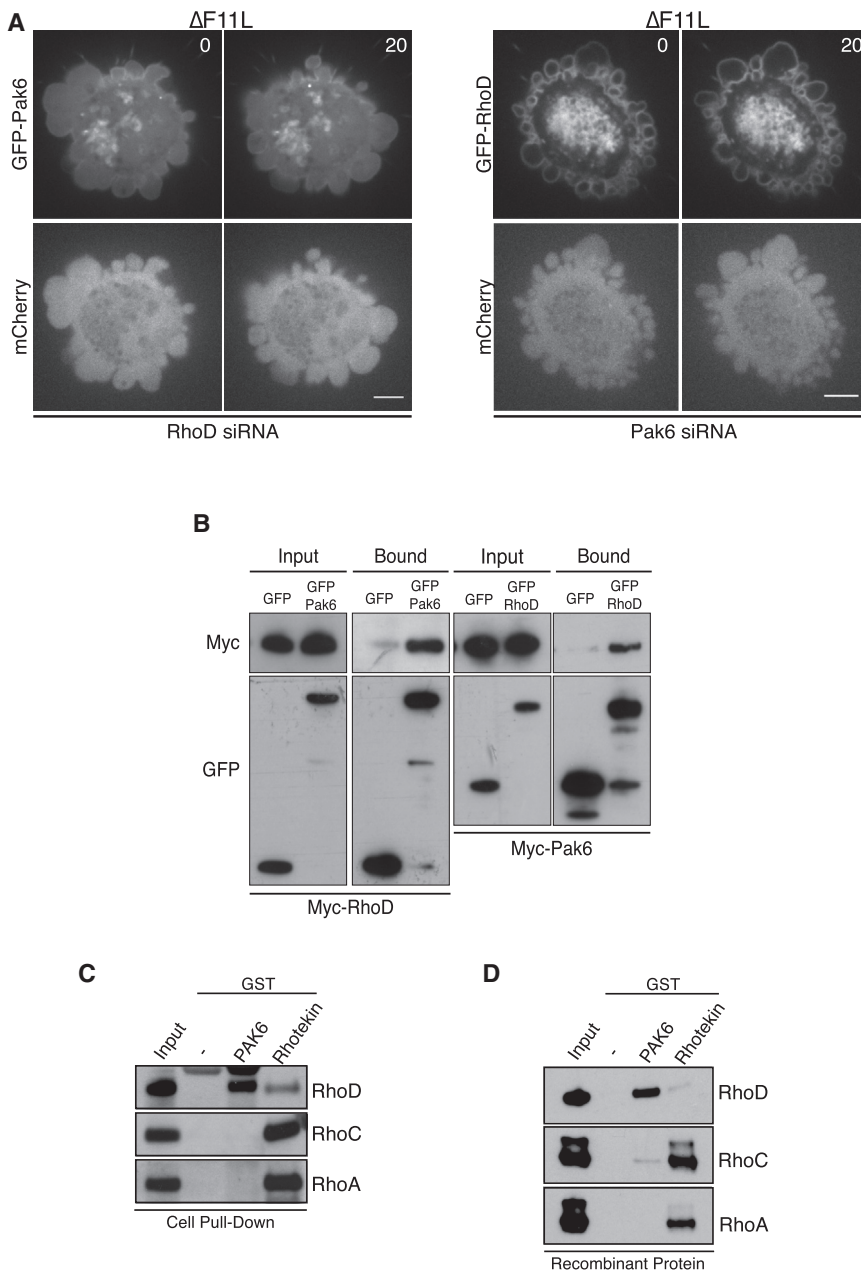 A
ΔF11L
ΔF11L
0
20
0
20
GFP-Pak6
GFP-RhoD
mCherry
mCherry
RhoD siRNA
Pak6 siRNA
B
Input
Bound
Input
Bound
GFP
GFP Pak6
GFP
GFP Pak6
GFP
GFP RhoD
GFP
GFP RhoD
Myc
GFP
Myc-Pak6
Myc-RhoD
C
GST
Input
-
PAK6
Rhotekin
RhoD
RhoC
RhoA
Cell Pull-Down
D
GST
Input
-
PAK6
Rhotekin
RhoD
RhoC
RhoA
Recombinant Protein